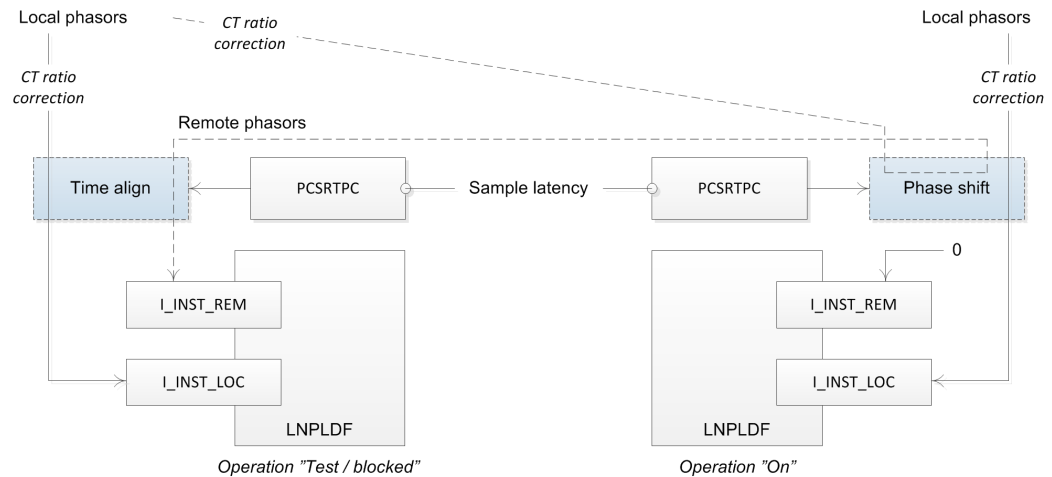 Local phasors
CT ratio
correction
Local phasors
CT ratio
correction
CT ratio
correction
Remote phasors
Time align
PCSRTPC
Sample latency
PCSRTPC
Phase shift
0
I_INST_REM
I_INST_REM
I_INST_LOC
I_INST_LOC
LNPLDF
LNPLDF
Operation ”Test / blocked”
Operation ”On”